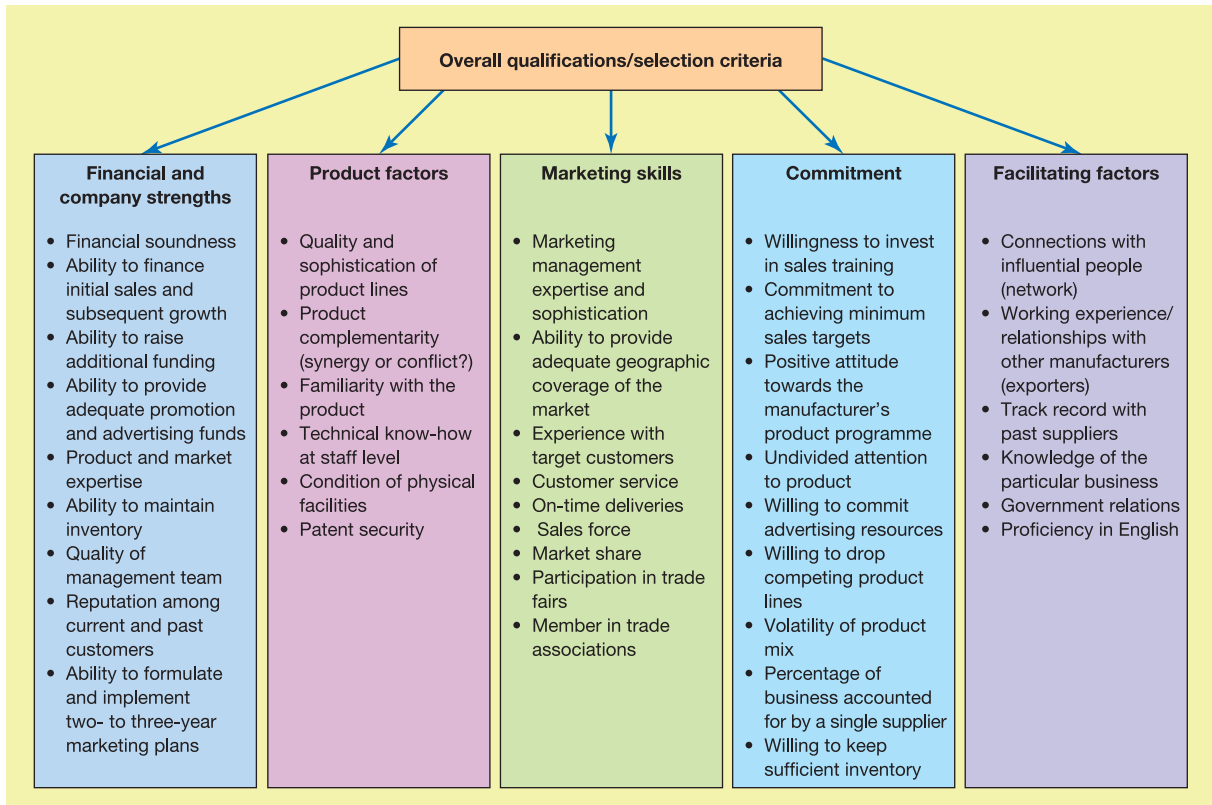 Overall qualifications/selection criteria
Financial and
company strengths
• Financial soundness
• Ability to finance
initial sales and
subsequent growth
• Ability to raise
additional funding
• Ability to provide
adequate promotion
and advertising funds
• Product and market
expertise
• Ability to maintain
inventory
• Quality of
management team
• Reputation among
current and past
customers
• Ability to formulate
and implement
two- to three-year
marketing plans
Product factors
• Quality and
sophistication of
product lines
• Product
complementarity
(synergy or conflict?)
• Familiarity with the
product
• Technical know-how
at staff level
• Condition of physical
facilities
• Patent security
Marketing skills
• Marketing
management
expertise and
sophistication
• Ability to provide
adequate geographic
coverage of the
market
• Experience with
target customers
• Customer service
• On-time deliveries
• Sales force
• Market share
• Participation in trade
fairs
• Member in trade
associations
Commitment
• Willingness to invest
in sales training
• Commitment to
achieving minimum
sales targets
• Positive attitude
towards the
manufacturer's
product programme
• Undivided attention
to product
• Willing to commit
advertising resources
• Willing to drop
competing product
lines
• Volatility of product
mix
• Percentage of
business accounted
for by a single supplier
• Willing to keep
sufficient inventory
Facilitating factors
• Connections with
influential people
(network)
• Working experience/
relationships with
other manufacturers
(exporters)
• Track record with
past suppliers
• Knowledge of the
particular business
• Government relations
• Proficiency in English